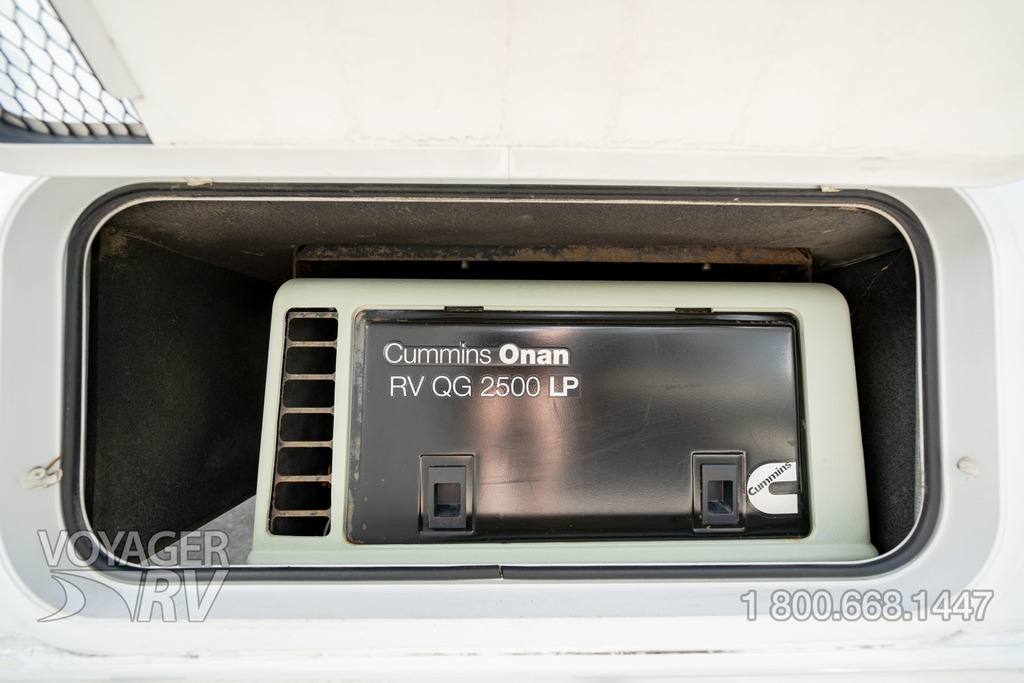 Cummins Onan
RV QG 2500 LP
Cummins
VOYAGER
RV
1 800.668.1447